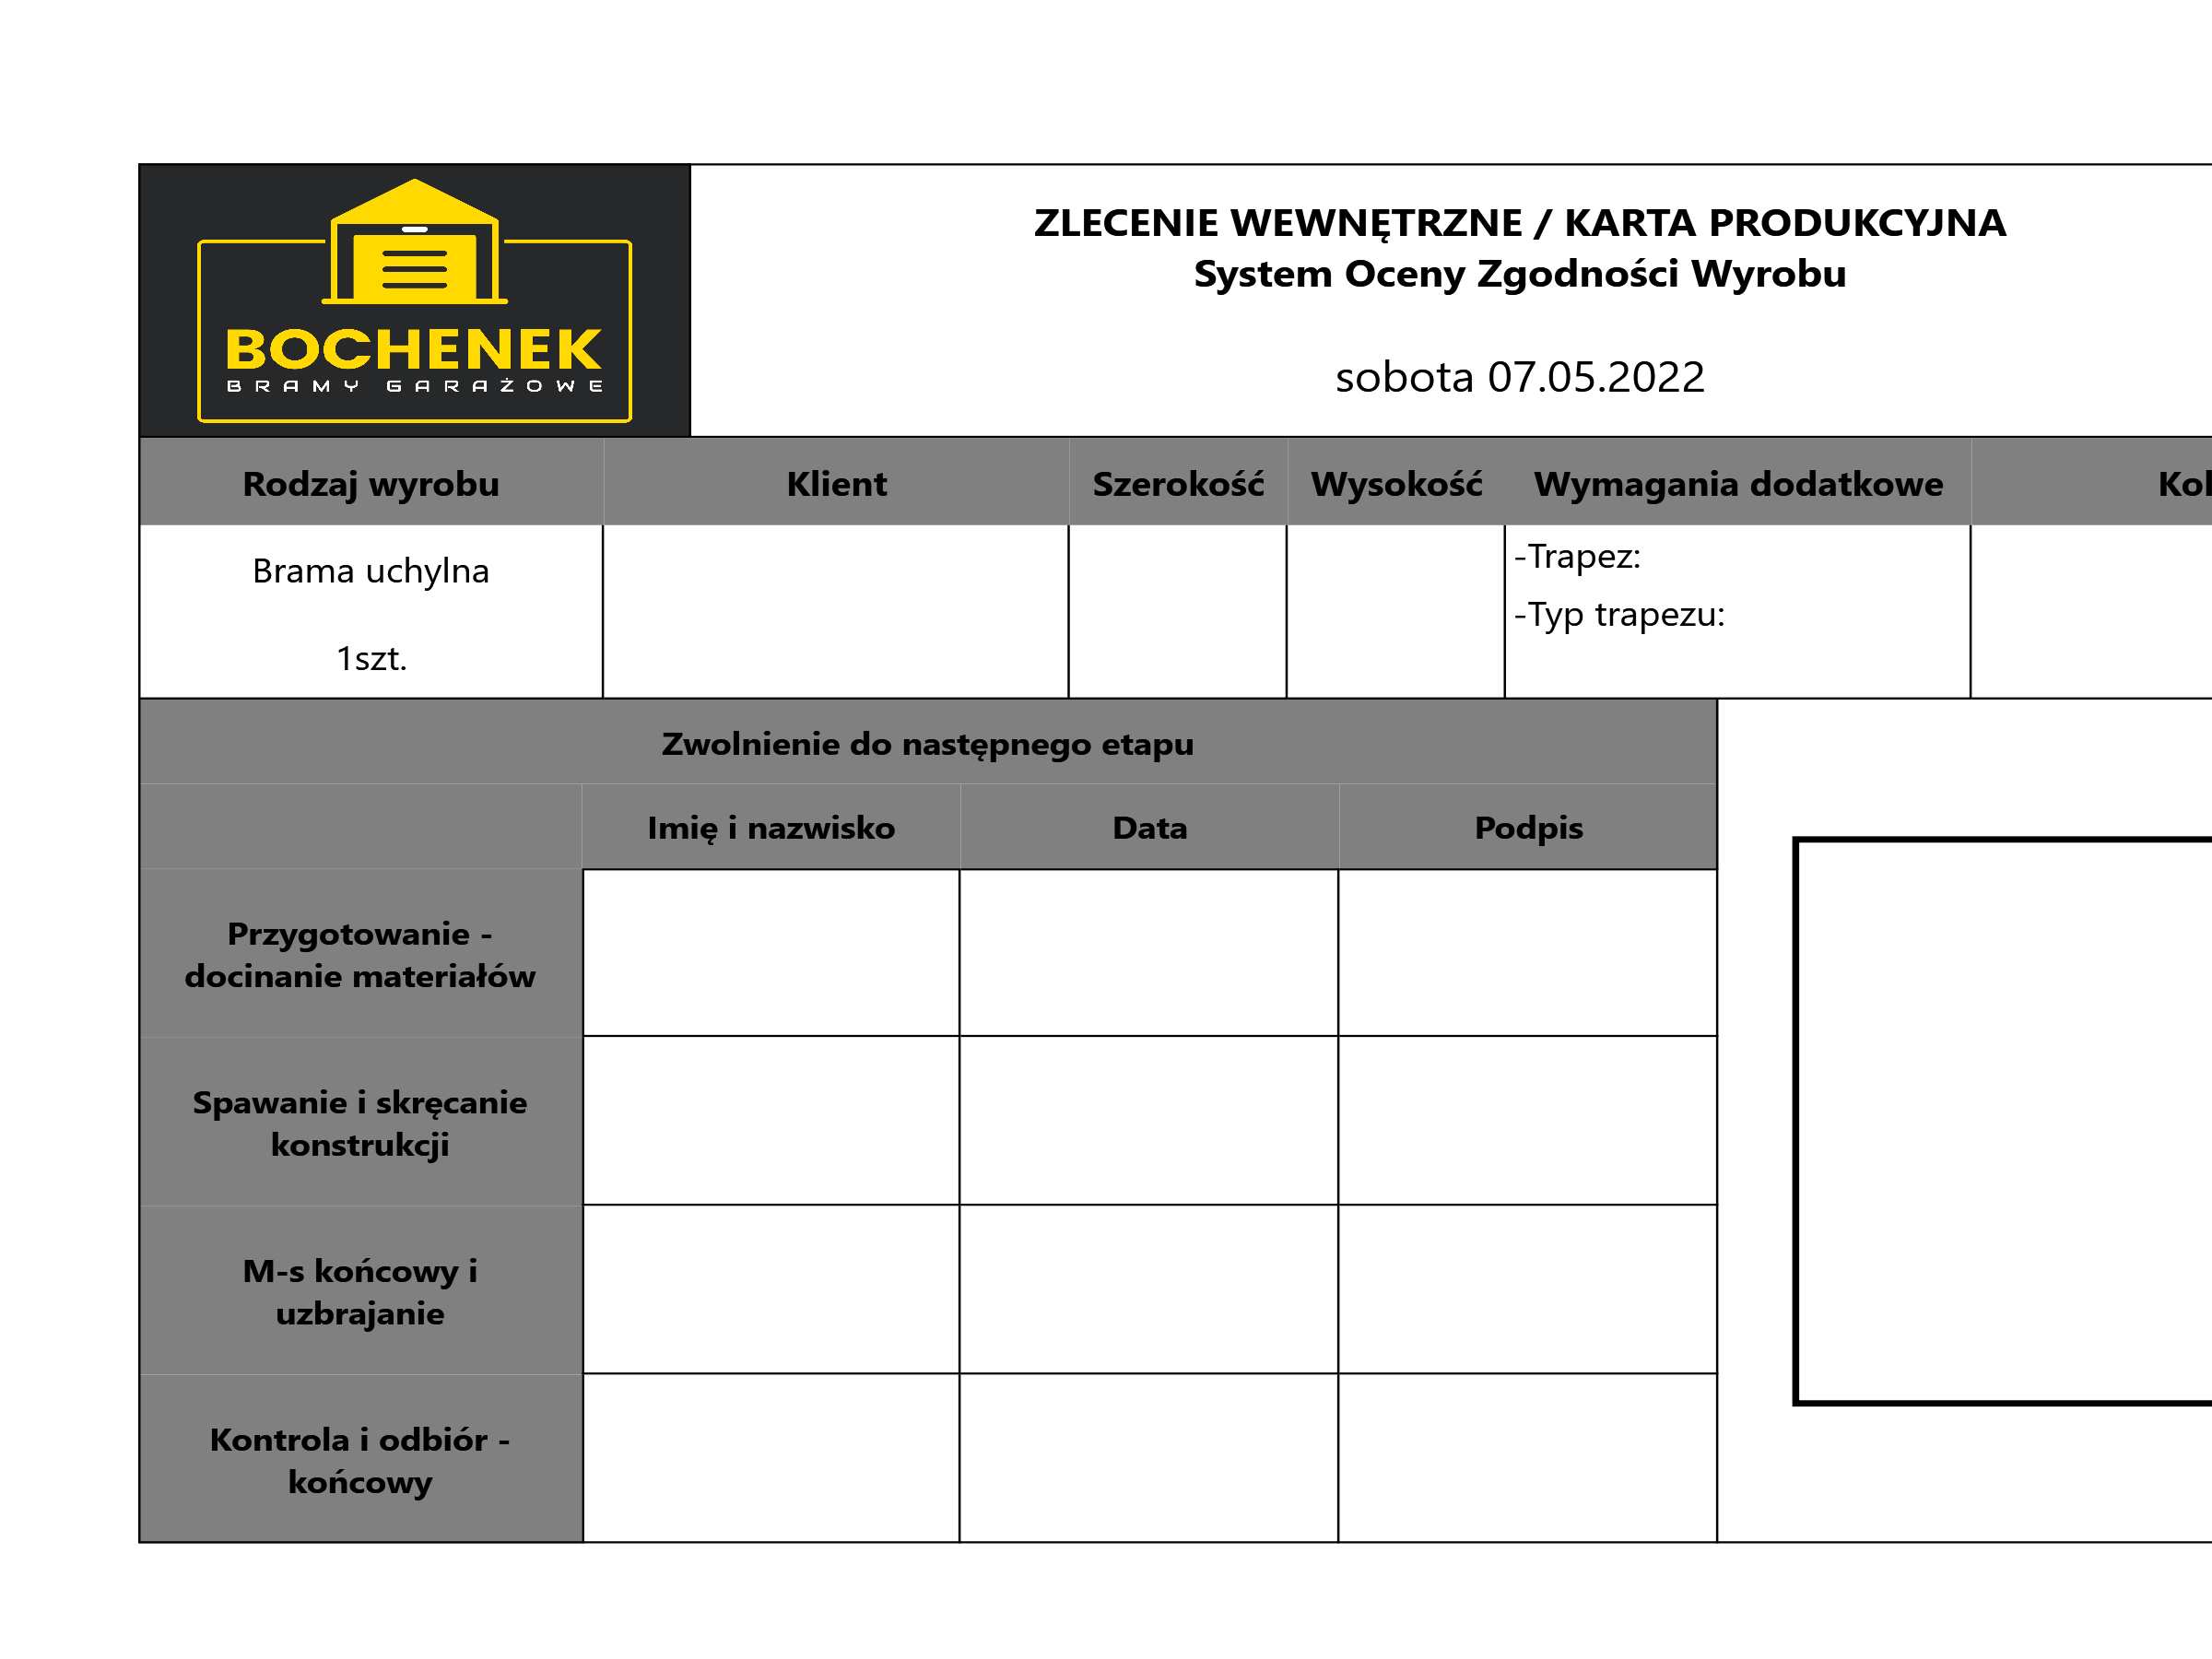 BOCHENEK
BRAMY GARAŻOWE
ZLECENIE WEWNĘTRZNE / KARTA PRODUKCYJNA
System Oceny Zgodności Wyrobu
sobota 07.05.2022
Rodzaj wyrobu Klient Szerokość Wysokość Wymagania dodatkowe
Brama uchylna
1szt.
-Trapez:
-Typ trapezu:
Zwolnienie do następnego etapu
Imię i nazwisko Data Podpis
Przygotowanie -
docinanie materiałów
Spawanie i skręcanie
konstrukcji
M-s końcowy i
uzbrajanie
Kontrola i odbiór -
końcowy